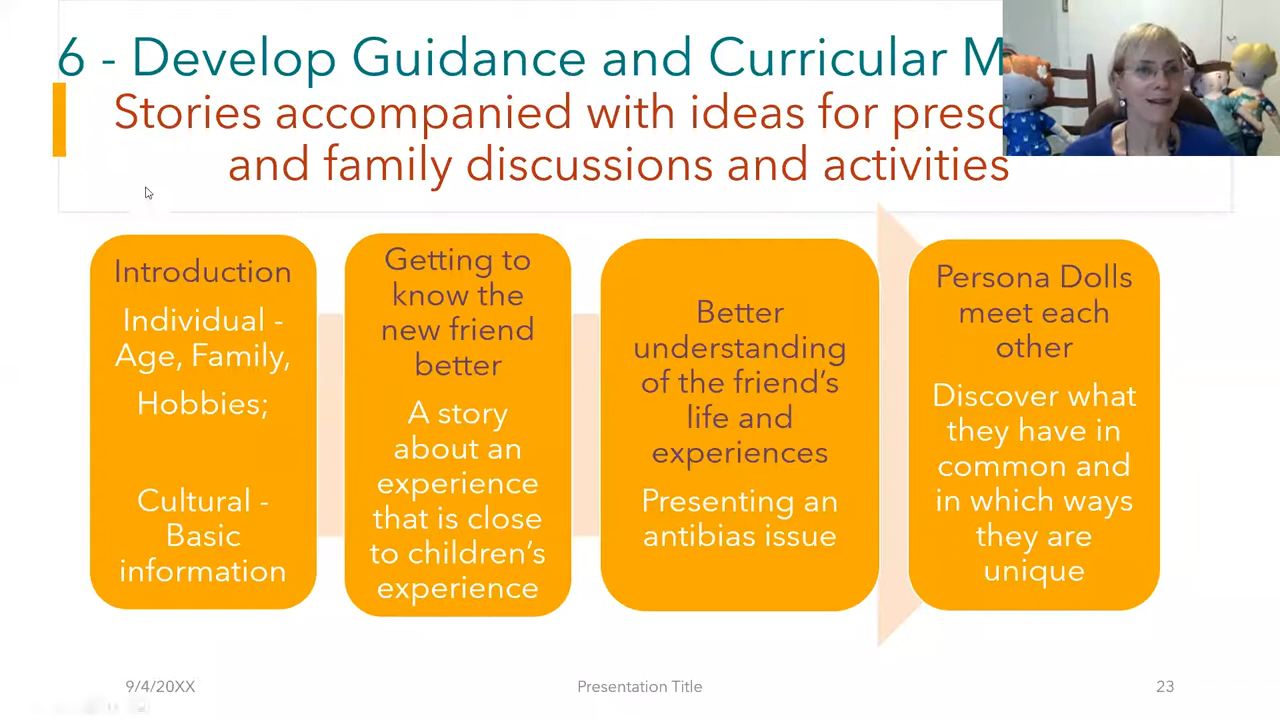 6 - Develop Guidance and Curricular M
Stories accompanied with ideas for presc
and family discussions and activities
Introduction
Individual -
Age, Family,
Hobbies;
Cultural -
Basic
information
Getting to
know the
new friend
better
A story
about an
experience
that is close
to children’s
experience
Better
understanding
of the friend’s
life and
experiences
Presenting an
antibias issue
Persona Dolls
meet each
other
Discover what
they have in
common and
in which ways
they are
unique
9/4/20XX
Presentation Title
23